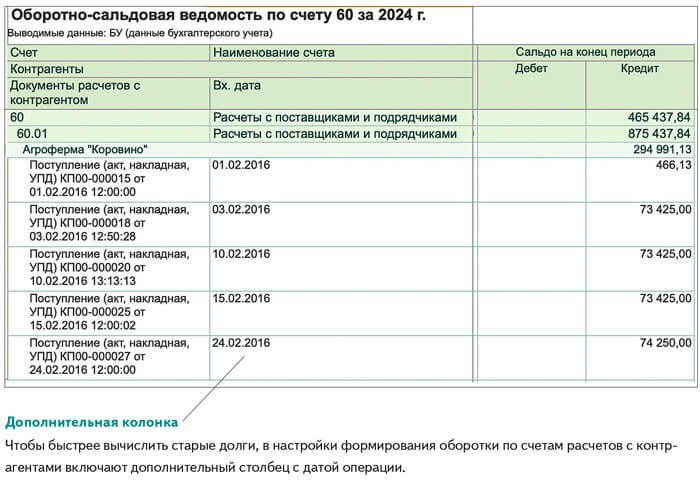 Оборотно-сальдовая ведомость по счету 60 за 2024 г.
Выводимые данные: БУ (данные бухгалтерского учета)
Счет Наименование счета Сальдо на конец периода
Контрагенты Дебет Кредит
Документы расчетов с Вх. дата
контрагентом
60 Расчеты с поставщиками и подрядчиками 465 437,84
60.01 Расчеты с поставщиками и подрядчиками 875 437,84
Агроферма "Коровино" 294 991,13
Поступление (акт, накладная, 01.02.2016 466,13
УПД) КП00-000015 от
01.02.2016 12:00:00
Поступление (акт, накладная, 03.02.2016 73 425,00
УПД) КП00-000018 от
03.02.2016 12:50:28
Поступление (акт, накладная, 10.02.2016 73 425,00
УПД) КП00-000020 от
10.02.2016 13:13:13
Поступление (акт, накладная, 15.02.2016 73 425,00
УПД) КП00-000025 от
15.02.2016 12:00:02
Поступление (акт, накладная, 24.02.2016 74 250,00
УПД) КП00-000027 от
24.02.2016 12:00:00
Дополнительная колонка
Чтобы быстрее вычислить старые долги, в настройки формирования оборотки по счетам расчетов с контр-
агентами включают дополнительный столбец с датой операции.